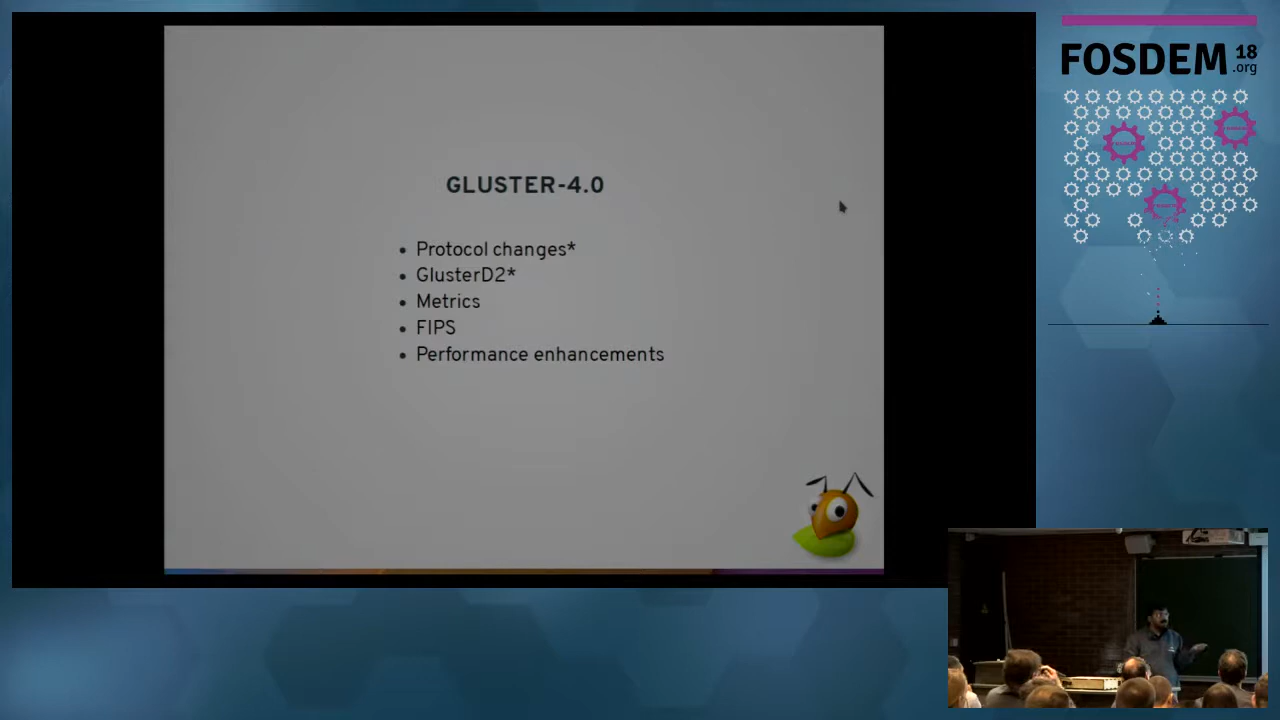 GLUSTER-4.0
Protocol changes*
GlusterD2*
Metrics
FIPS
Performance enhancements
FOSDEM 18
.org